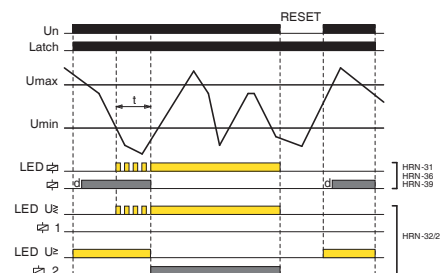 RESET
Un
Latch
Umax
t
Umin
LED
HRN-31
HRN-36
HRN-39
d
d
LED U≥
1
HRN-32/2
LED U≥
2